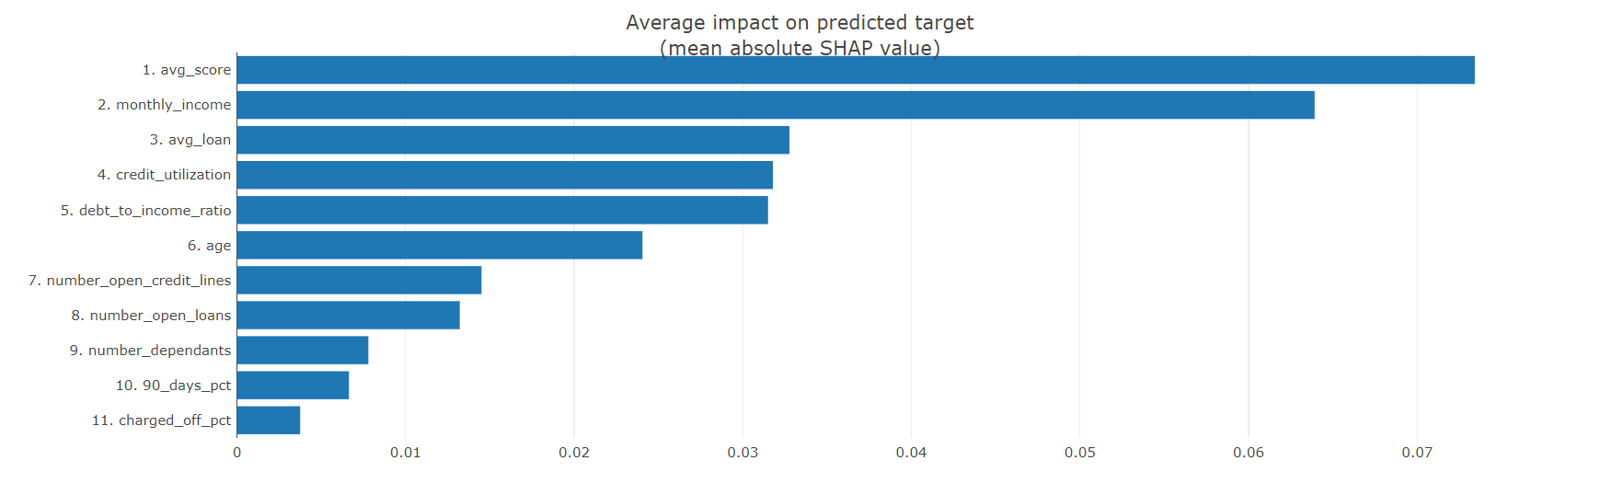 Average impact on predicted target
(mean absolute SHAP value)
1. avg_score
2. monthly_income
3. avg_loan
4. credit_utilization
5. debt_to_income_ratio
6. age
7. number_open_credit_lines
8. number_open_loans
9. number_dependants
10. 90_days_pct
11. charged_off_pct
0 0.01 0.02 0.03 0.04 0.05 0.06 0.07